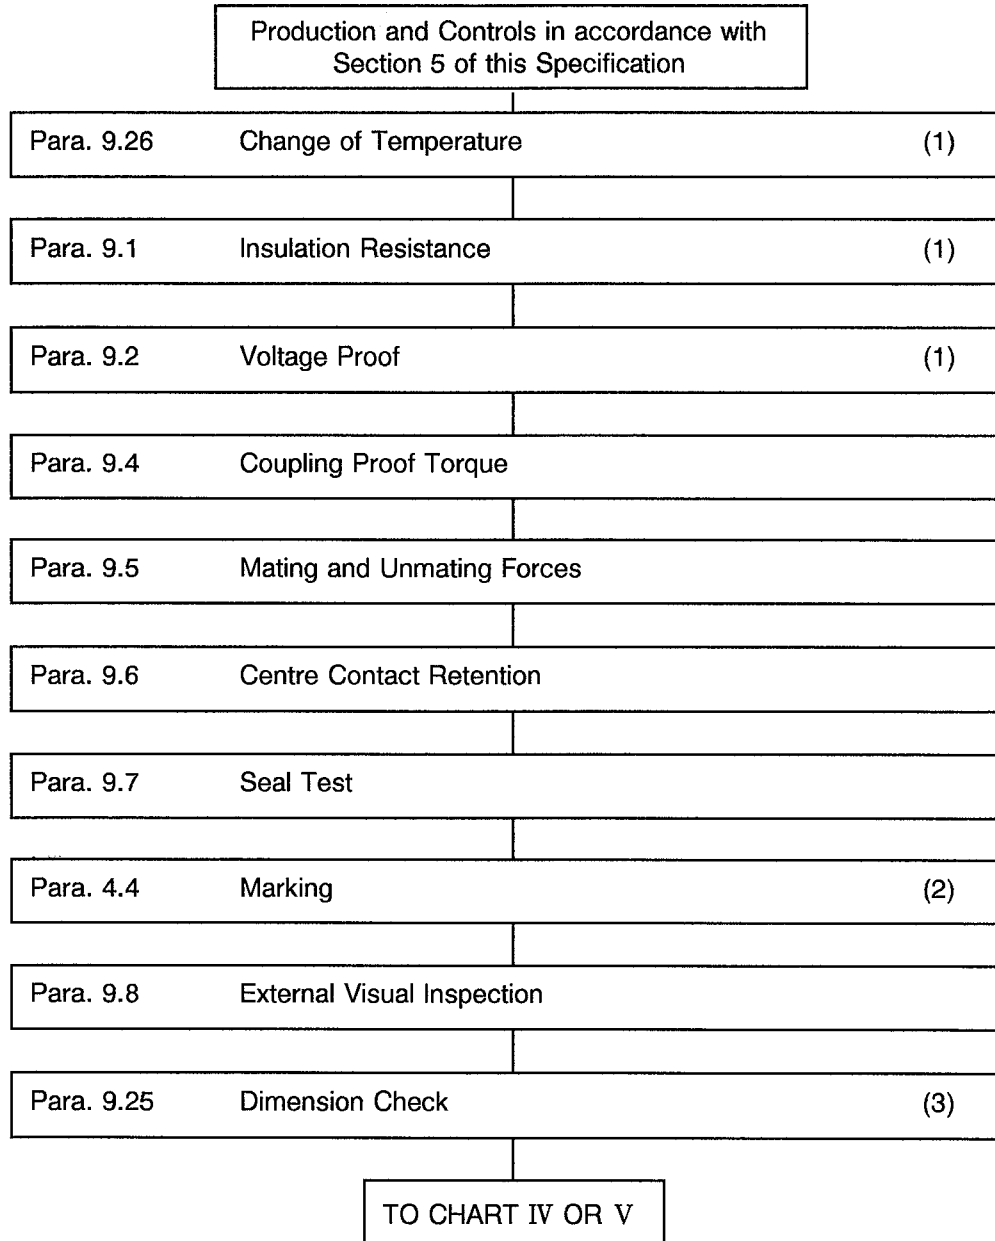 Production and Controls in accordance with
Section 5 of this Specification
Para. 9.26 Change of Temperature (1)
Para. 9.1 Insulation Resistance (1)
Para. 9.2 Voltage Proof (1)
Para. 9.4 Coupling Proof Torque
Para. 9.5 Mating and Unmating Forces
Para. 9.6 Centre Contact Retention
Para. 9.7 Seal Test
Para. 4.4 Marking (2)
Para. 9.8 External Visual Inspection
Para. 9.25 Dimension Check (3)
TO CHART IV OR V